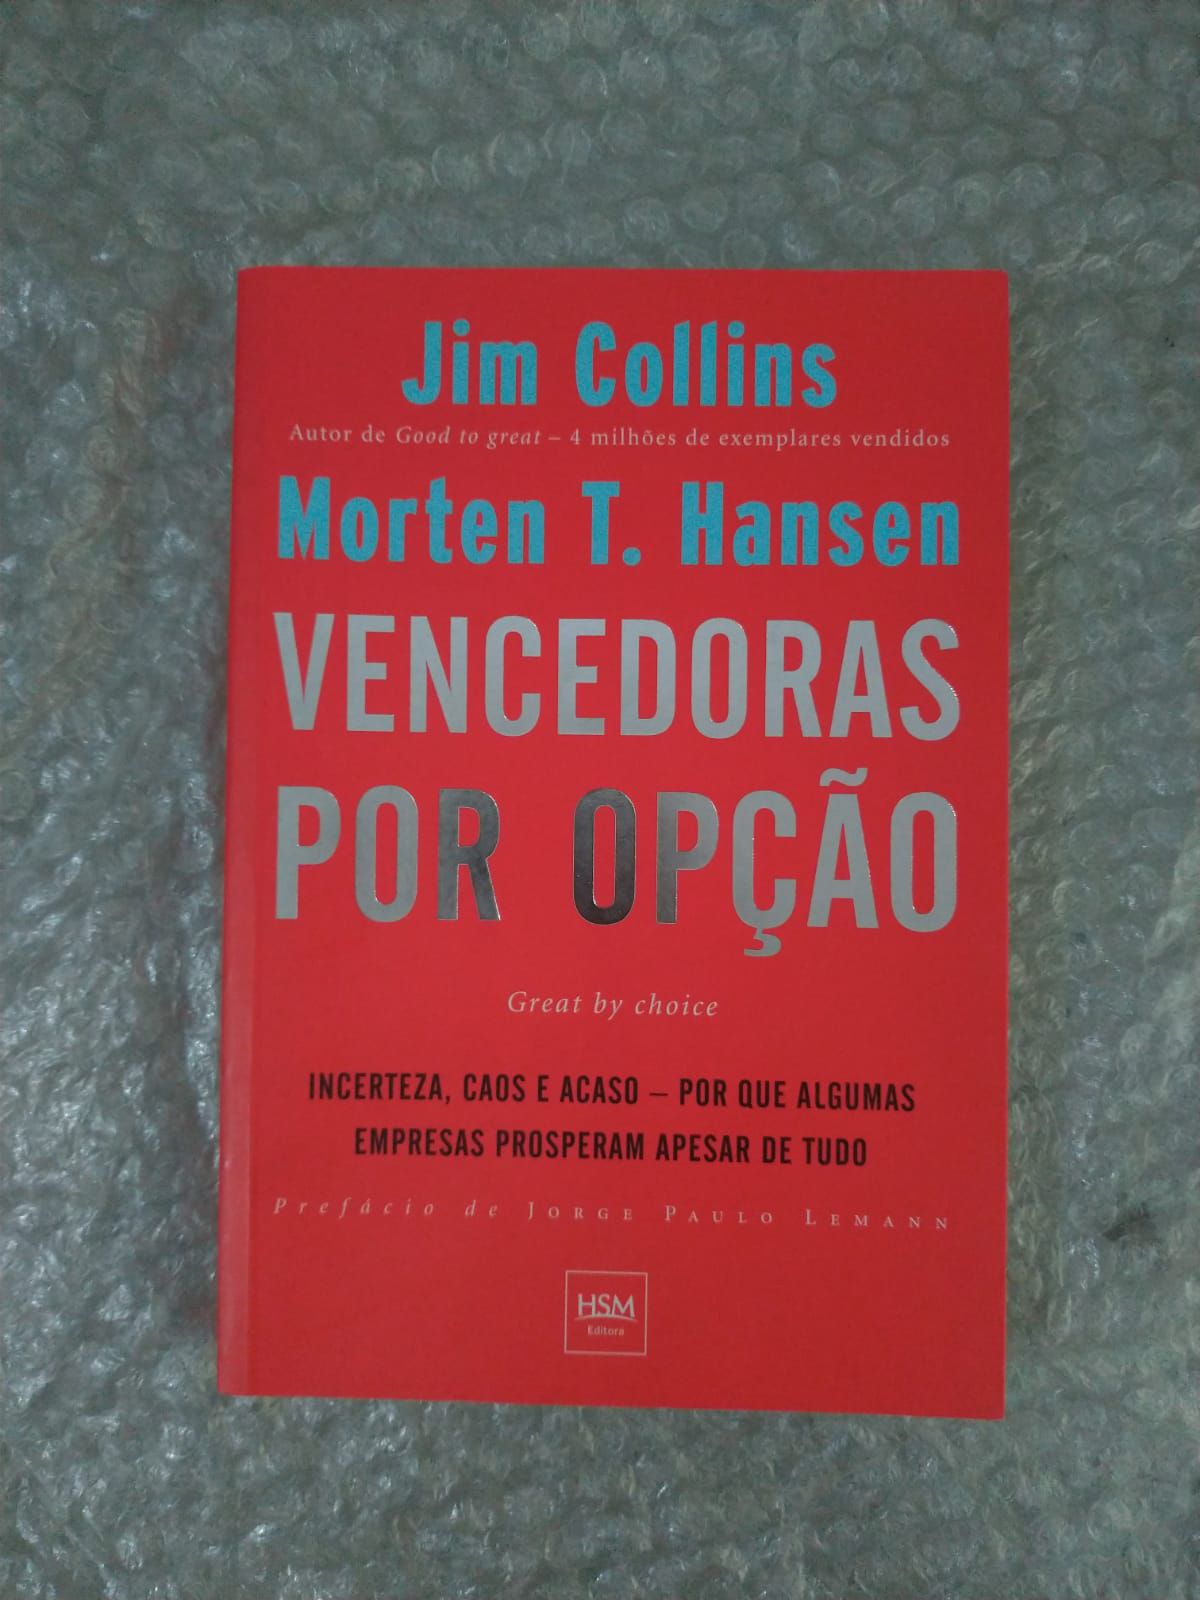 Jim Collins
Autor de Good to great – 4 milhões de exemplares vendidos
Morten T. Hansen
VENCEDORAS
POR OPÇÃO
Great by choice
INCERTEZA, CAOS E ACASO – POR QUE ALGUMAS
EMPRESAS PROSPERAM APESAR DE TUDO
Prefácio de JORGE PAULO LEMANN
HSM
Editora